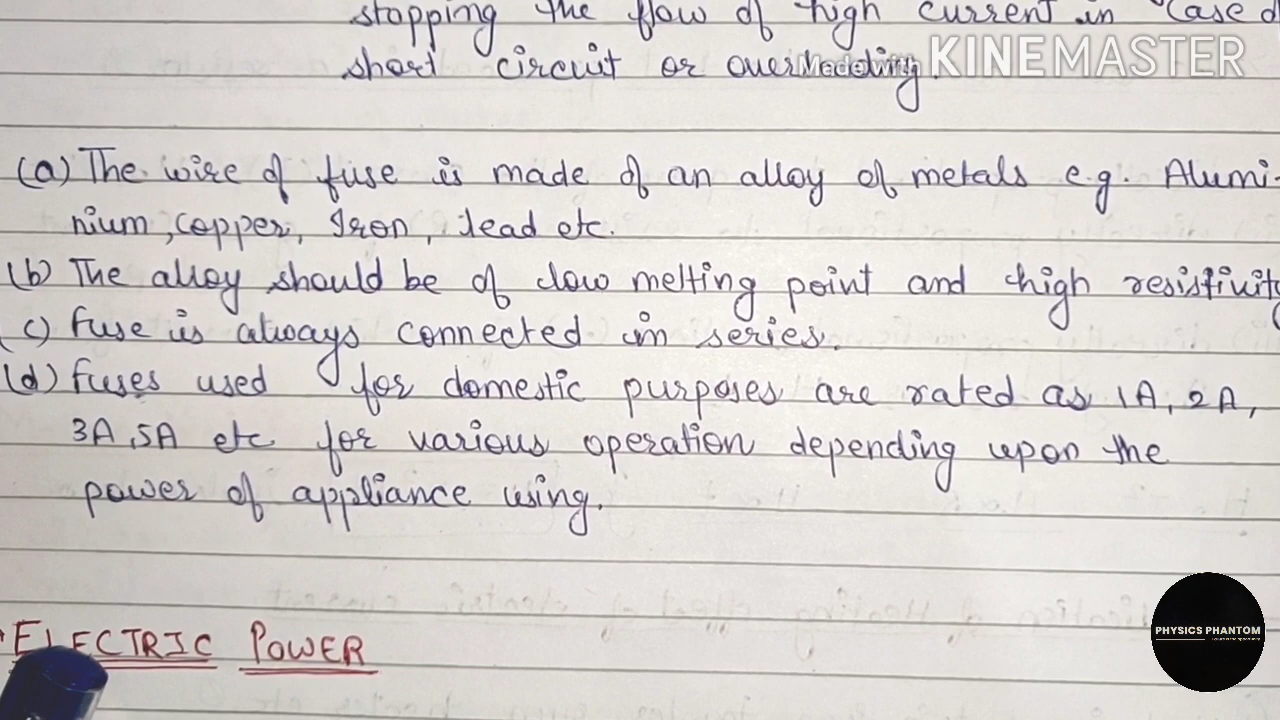 stopping the flow of high current in case of
short circuit or overloading.
Made with KINEMASTER
(a) The wire of fuse is made of an alloy of metals e.g. Alumi-
nium, copper, Iron, lead etc.
(b) The alloy should be of low melting point and high resistivity
(c) fuse is always connected in series.
(d) fuses used for domestic purposes are rated as 1A, 2A,
3A, 5A etc for various operation depending upon the
power of appliance using.
PHYSICS PHANTOM
ELECTRIC POWER